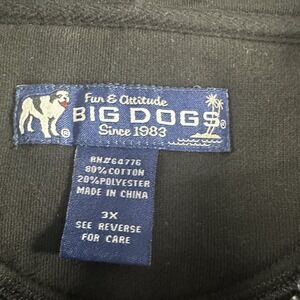 Fun & Attitude
BIG DOGS®
Since 1983
®
RN#64776
80%COTTON
20%POLYESTER
MADE IN CHINA
3X
SEE REVERSE
FOR CARE